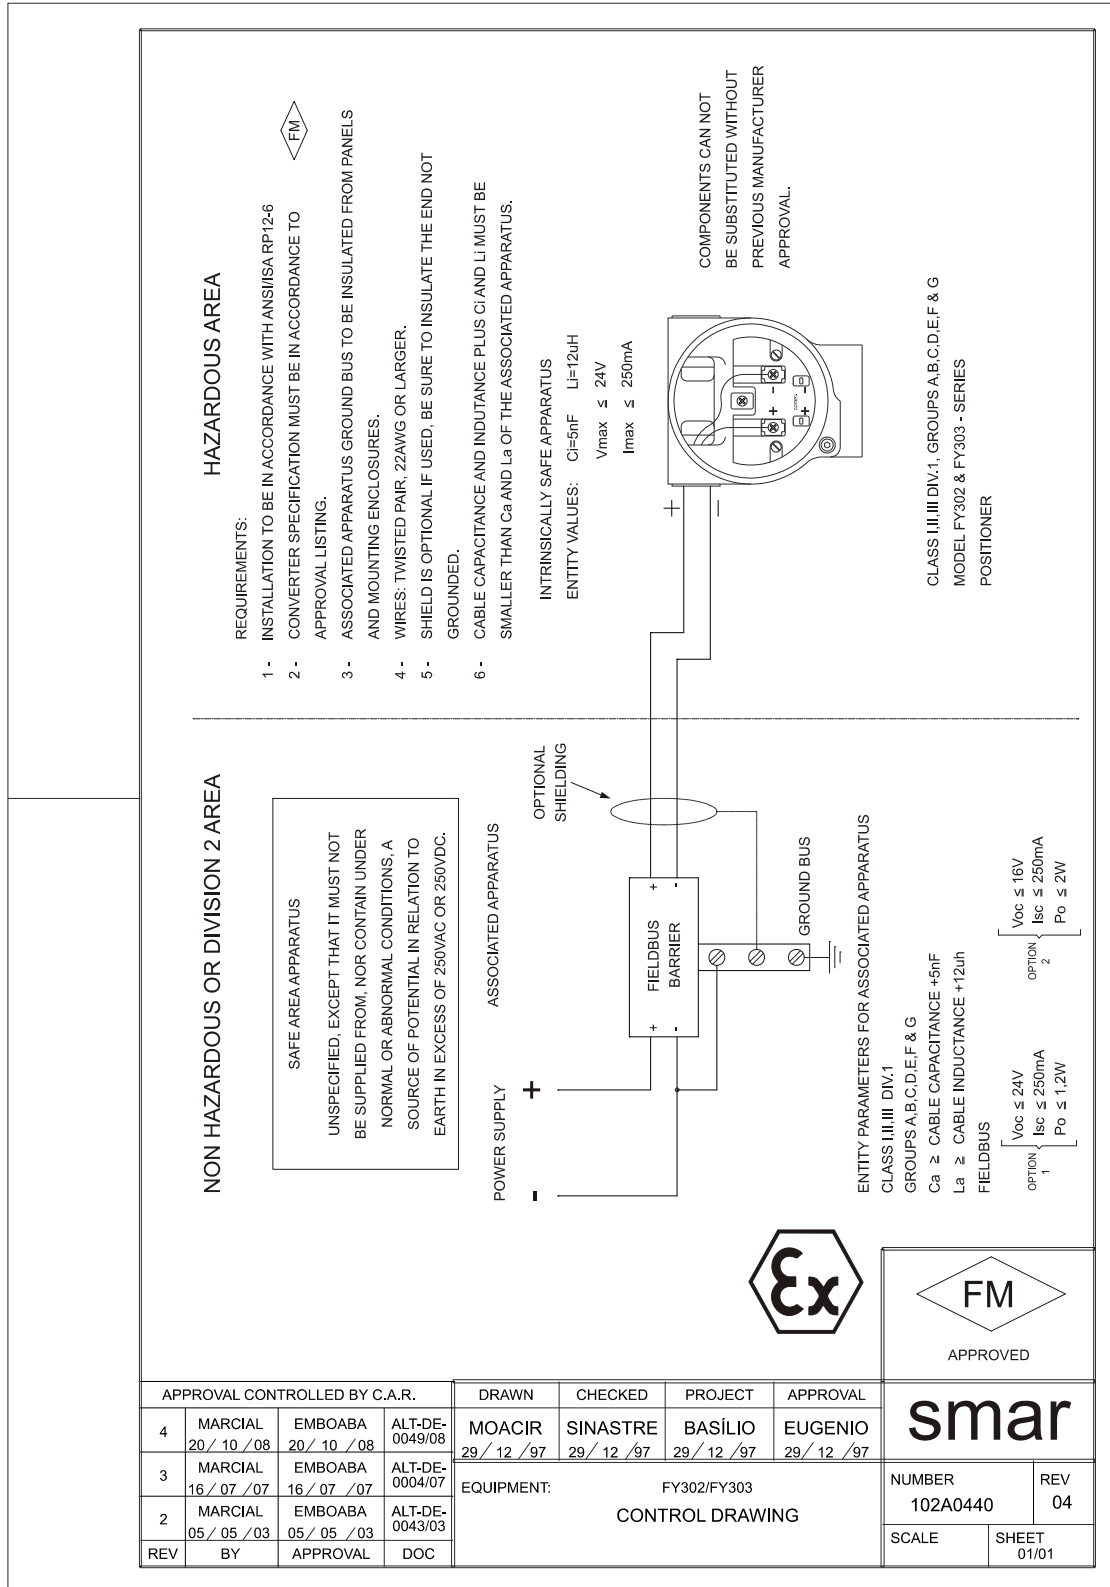 HAZARDOUS AREA
REQUIREMENTS:
1 - INSTALLATION TO BE IN ACCORDANCE WITH ANSI/ISA RP12-6
2 - CONVERTER SPECIFICATION MUST BE IN ACCORDANCE TO
APPROVAL LISTING.
FM
3 - ASSOCIATED APPARATUS GROUND BUS TO BE INSULATED FROM PANELS
AND MOUNTING ENCLOSURES.
4 - WIRES: TWISTED PAIR, 22AWG OR LARGER.
5 - SHIELD IS OPTIONAL IF USED, BE SURE TO INSULATE THE END NOT
GROUNDED.
6 - CABLE CAPACITANCE AND INDUTANCE PLUS Ci AND Li MUST BE
SMALLER THAN Ca AND La OF THE ASSOCIATED APPARATUS.
INTRINSICALLY SAFE APPARATUS
ENTITY VALUES: Ci=5nF Li=12uH
Vmax ≤ 24V
Imax ≤ 250mA
COMPONENTS CAN NOT
BE SUBSTITUTED WITHOUT
PREVIOUS MANUFACTURER
APPROVAL.
+
-
+ -
comm.
+ -
CLASS I,II,III DIV.1, GROUPS A,B,C,D,E,F & G
MODEL FY302 & FY303 - SERIES
POSITIONER
NON HAZARDOUS OR DIVISION 2 AREA
SAFE AREA APPARATUS
UNSPECIFIED, EXCEPT THAT IT MUST NOT
BE SUPPLIED FROM, NOR CONTAIN UNDER
NORMAL OR ABNORMAL CONDITIONS, A
SOURCE OF POTENTIAL IN RELATION TO
EARTH IN EXCESS OF 250VAC OR 250VDC.
POWER SUPPLY
- +
ASSOCIATED APPARATUS
OPTIONAL
SHIELDING
+ +
FIELDBUS
BARRIER
- -
GROUND BUS
ENTITY PARAMETERS FOR ASSOCIATED APPARATUS
CLASS I,II,III DIV.1
GROUPS A,B,C,D,E,F & G
Ca ≥ CABLE CAPACITANCE +5nF
La ≥ CABLE INDUCTANCE +12uh
FIELDBUS
OPTION
1
Voc ≤ 24V
Isc ≤ 250mA
Po ≤ 1,2W
OPTION
2
Voc ≤ 16V
Isc ≤ 250mA
Po ≤ 2W
Ex
FM
APPROVED
APPROVAL CONTROLLED BY C.A.R.
4 MARCIAL 20/ 10 /08 EMBOABA 20/ 10 /08 ALT-DE-0049/08
3 MARCIAL 16/ 07 /07 EMBOABA 16/ 07 /07 ALT-DE-0004/07
2 MARCIAL 05/ 05 /03 EMBOABA 05/ 05 /03 ALT-DE-0043/03
REV BY APPROVAL DOC
DRAWN CHECKED PROJECT APPROVAL
MOACIR SINASTRE BASÍLIO EUGENIO
29/ 12 /97 29/ 12 /97 29/ 12 /97 29/ 12 /97
EQUIPMENT: FY302/FY303
CONTROL DRAWING
smar
NUMBER
102A0440
REV
04
SCALE
SHEET
01/01